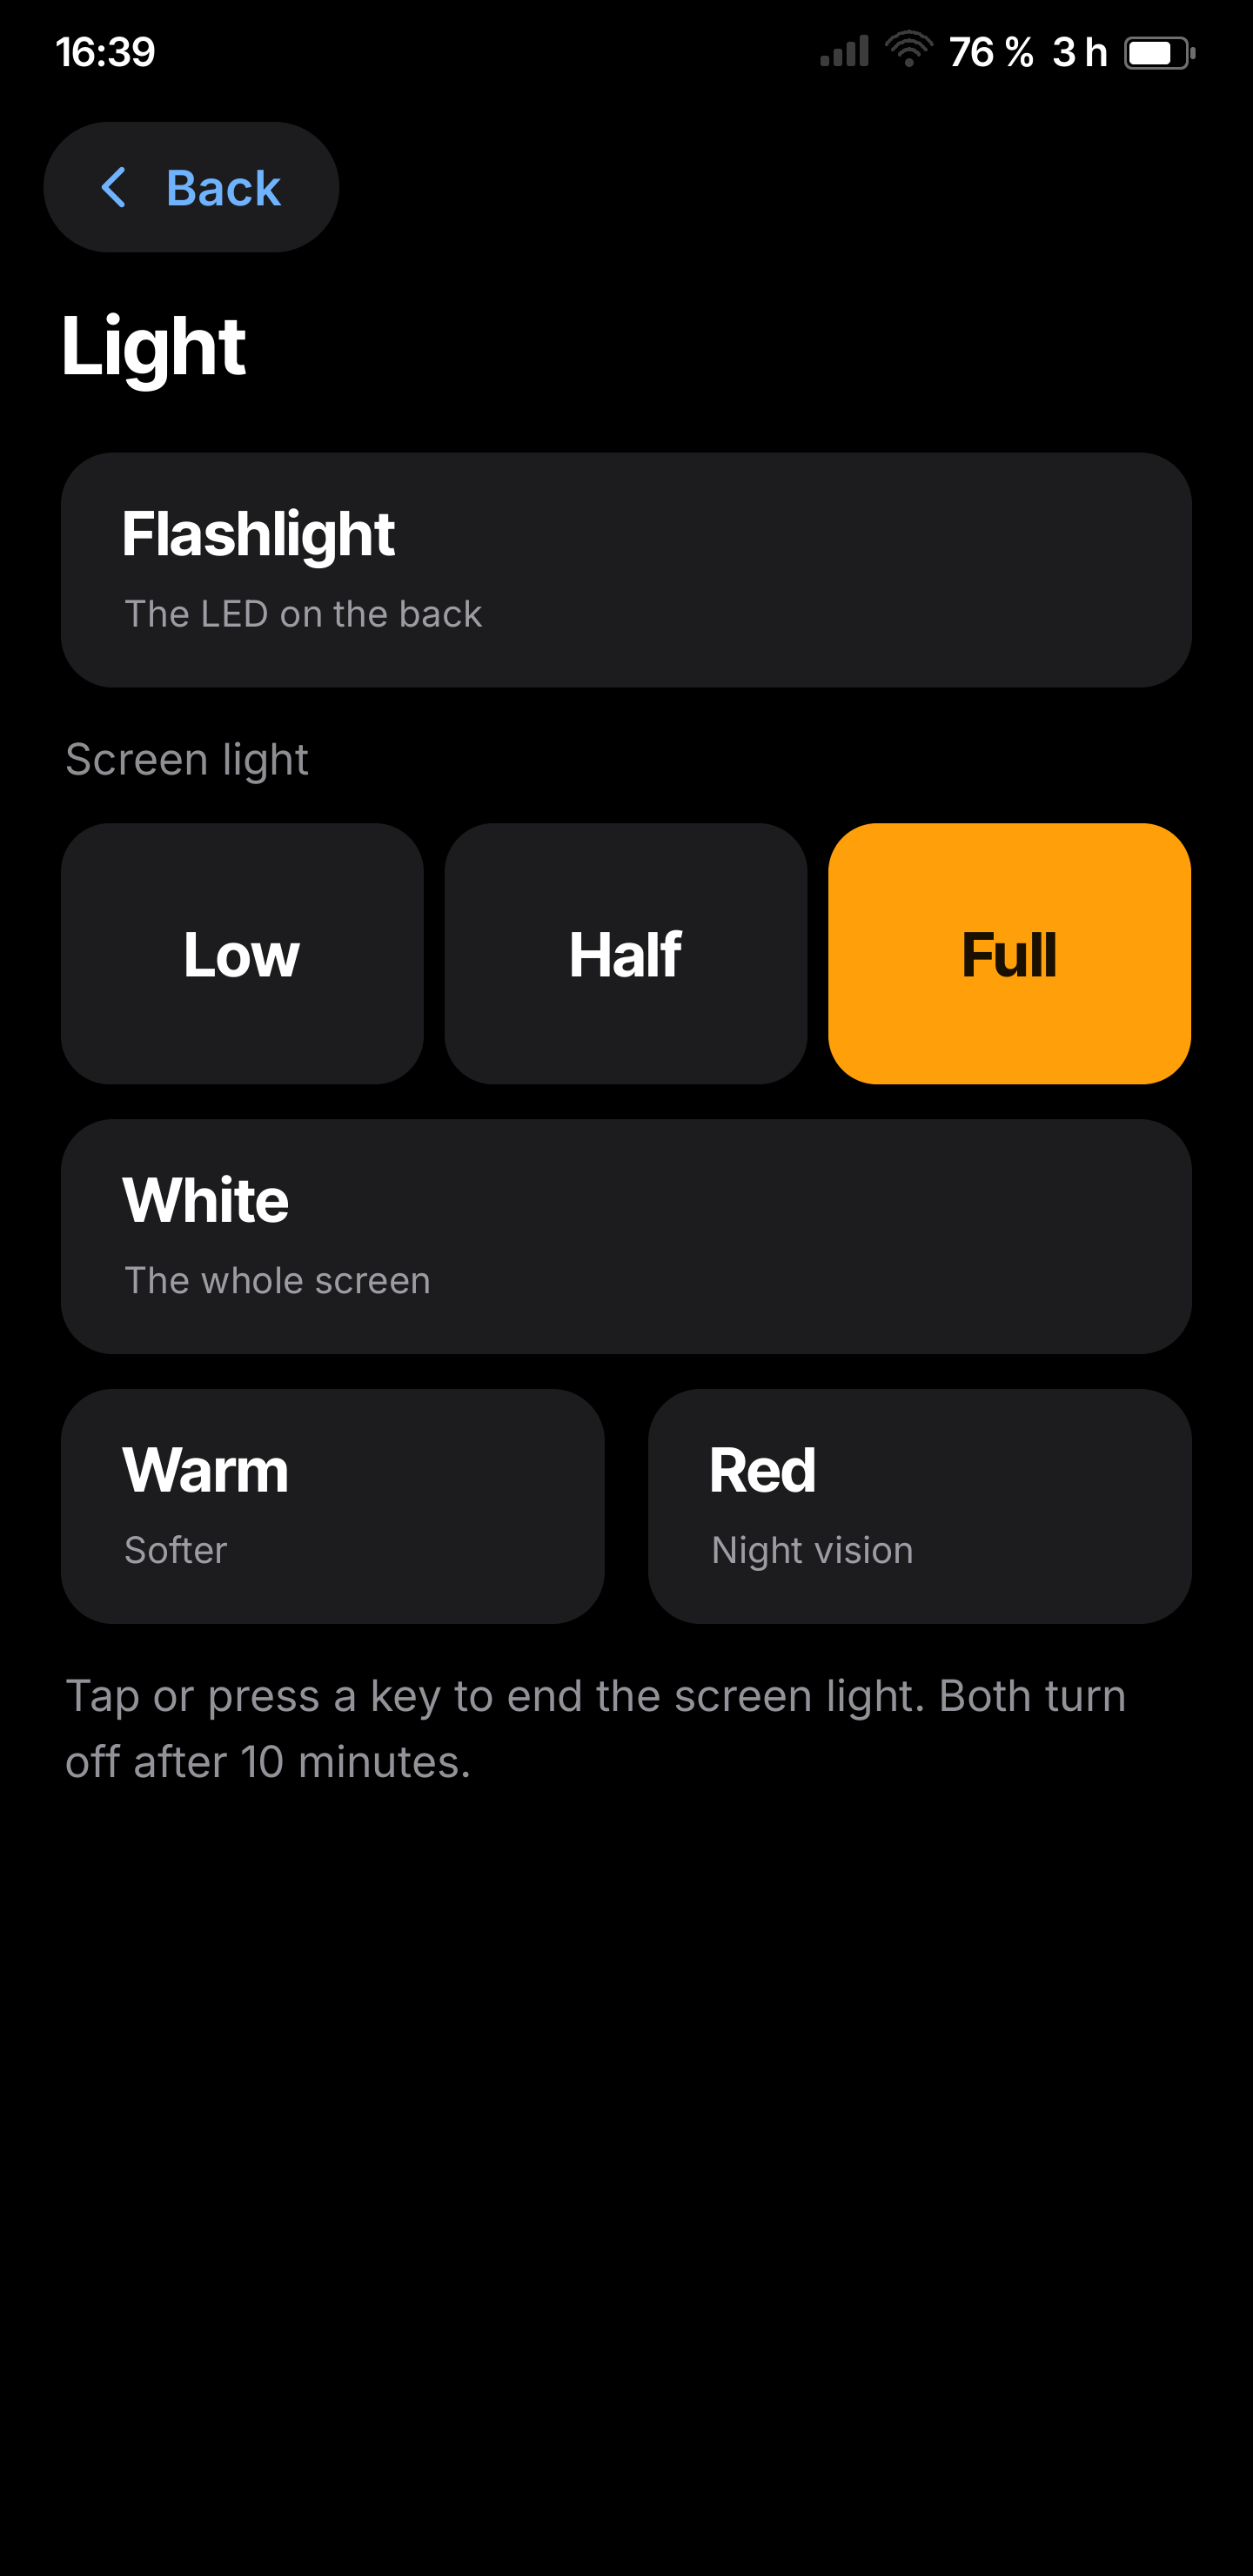 16:39 76 % 3 h
Back
Light
Flashlight
The LED on the back
Screen light
Low Half Full
White
The whole screen
Warm Red
Softer Night vision
Tap or press a key to end the screen light. Both turn
off after 10 minutes.